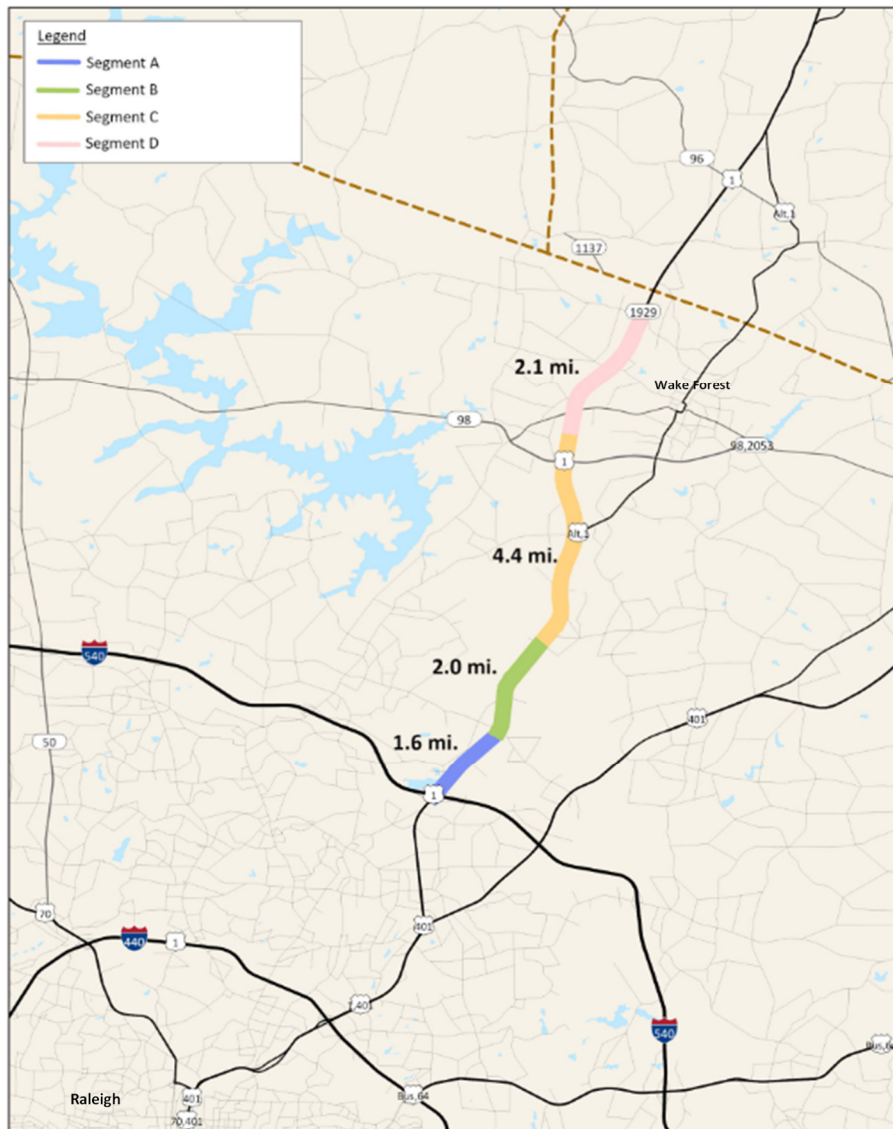 Legend
Segment A
Segment B
Segment C
Segment D
96
1
Alt,1
1137
1929
2.1 mi.
Wake Forest
98
98,2053
1
Alt,1
4.4 mi.
540
2.0 mi.
401
50
1.6 mi.
1
70
401
440
1
1,401
540
Bus,6
Raleigh
401
Bus,64
70,401